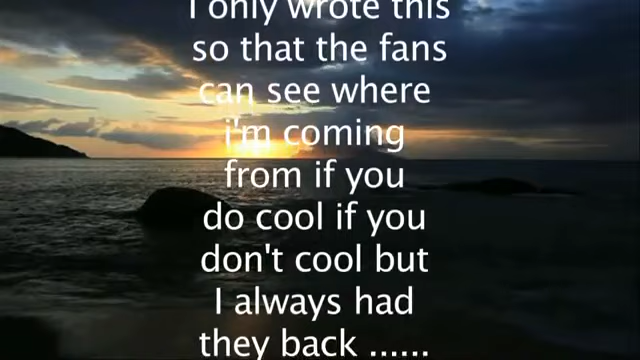 I only wrote this
so that the fans
can see where
i'm coming
from if you
do cool if you
don't cool but
I always had
they back ......